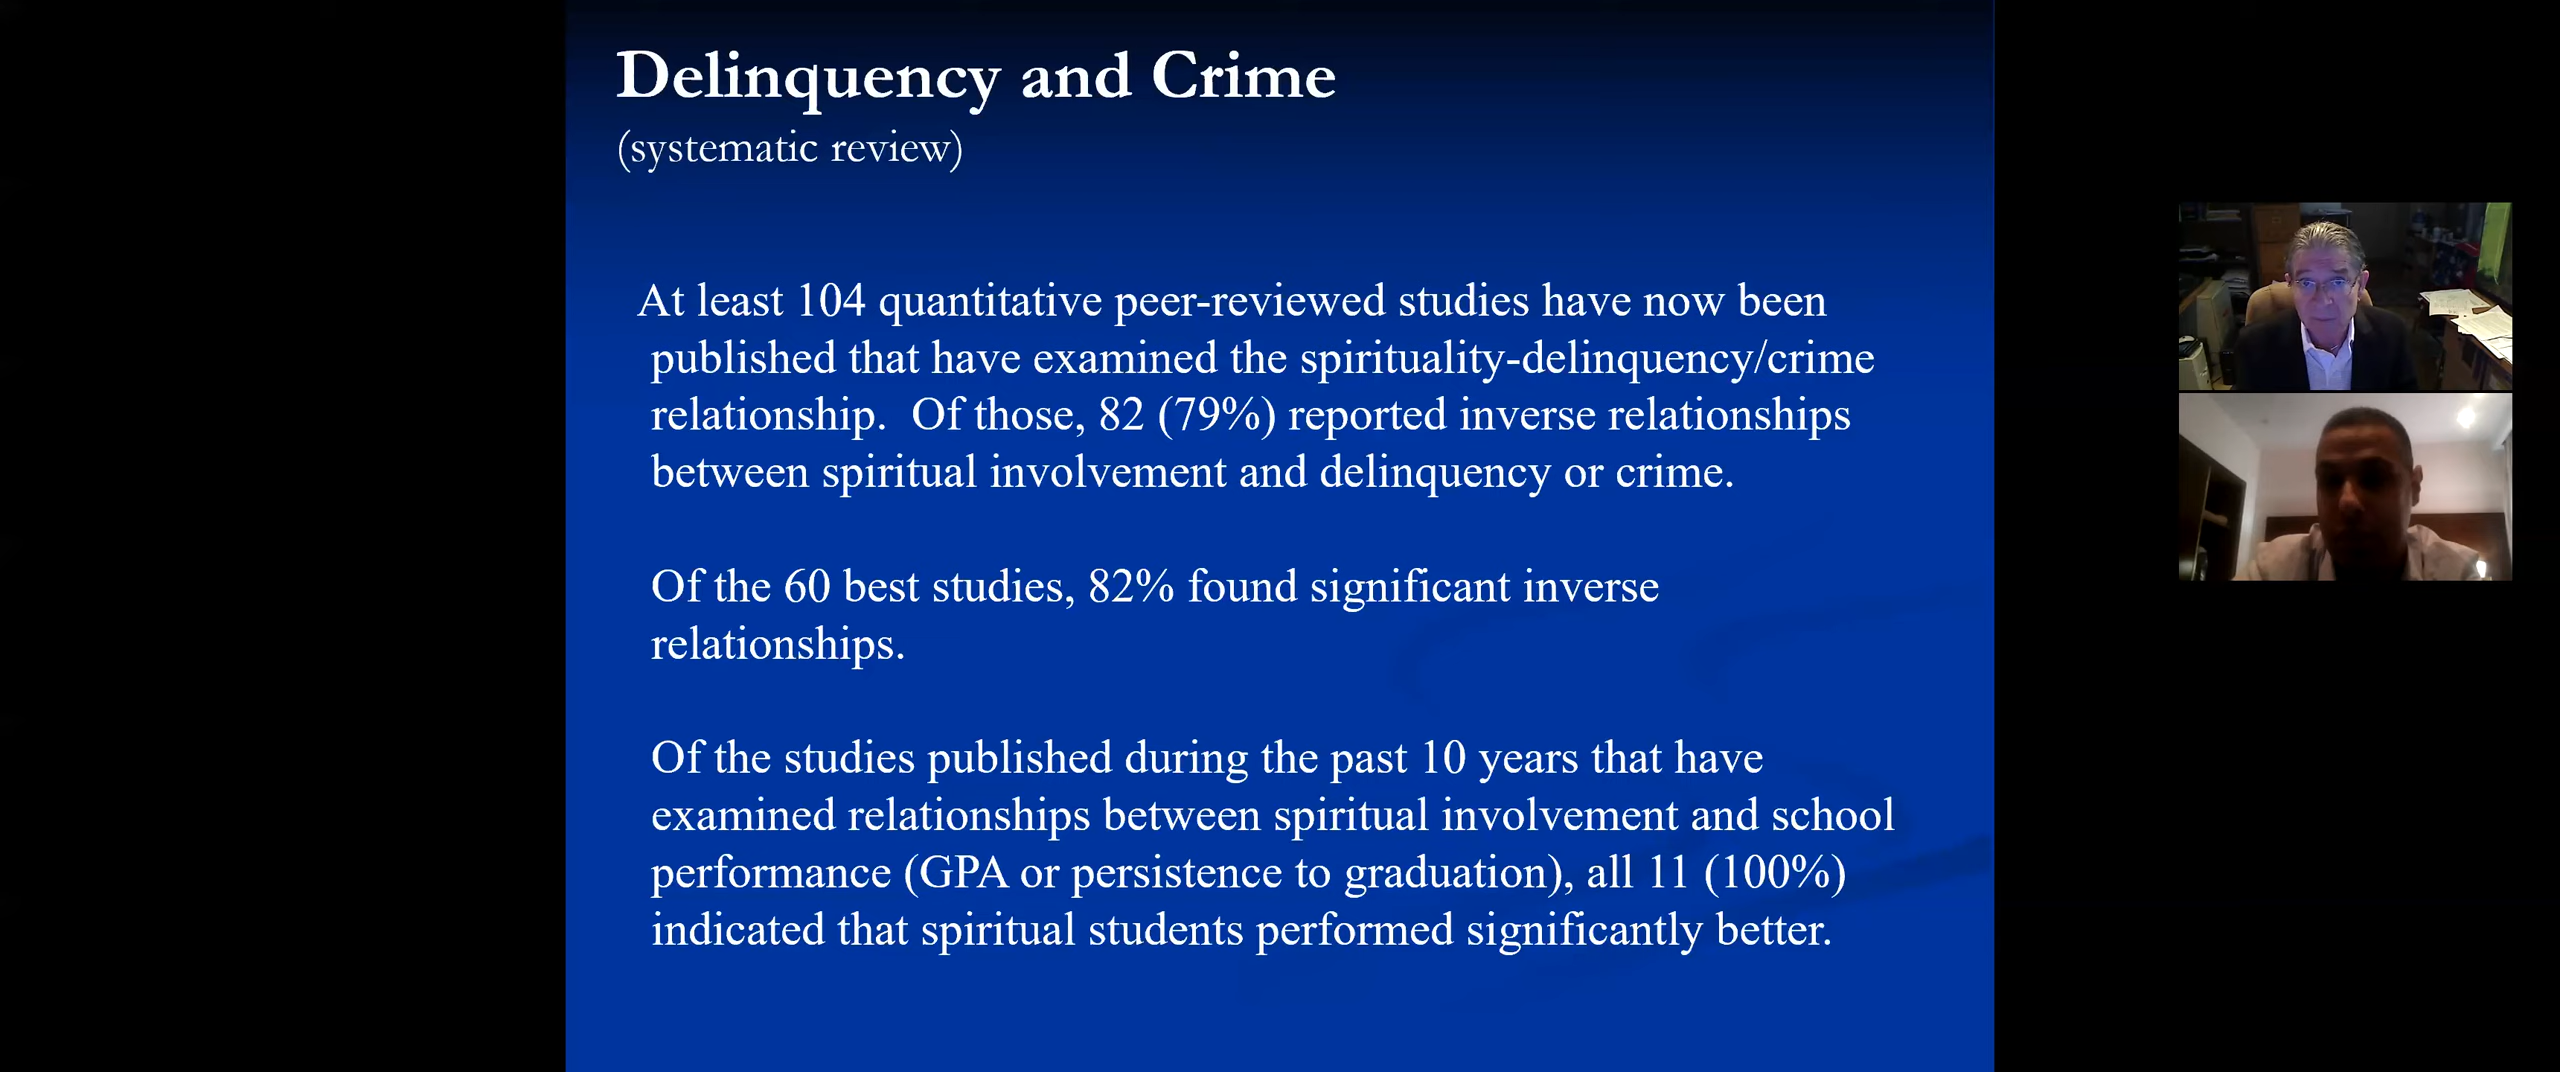 Delinquency and Crime
(systematic review)
At least 104 quantitative peer-reviewed studies have now been
published that have examined the spirituality-delinquency/crime
relationship.  Of those, 82 (79%) reported inverse relationships
between spiritual involvement and delinquency or crime.
Of the 60 best studies, 82% found significant inverse
relationships.
Of the studies published during the past 10 years that have
examined relationships between spiritual involvement and school
performance (GPA or persistence to graduation), all 11 (100%)
indicated that spiritual students performed significantly better.